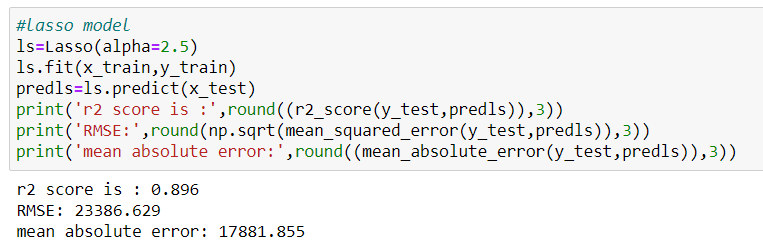 #lasso model
ls=Lasso(alpha=2.5)
ls.fit(x_train,y_train)
predls=ls.predict(x_test)
print('r2 score is :',round((r2_score(y_test,predls)),3))
print('RMSE:',round(np.sqrt(mean_squared_error(y_test,predls)),3))
print('mean absolute error:',round((mean_absolute_error(y_test,predls)),3))
r2 score is : 0.896
RMSE: 23386.629
mean absolute error: 17881.855